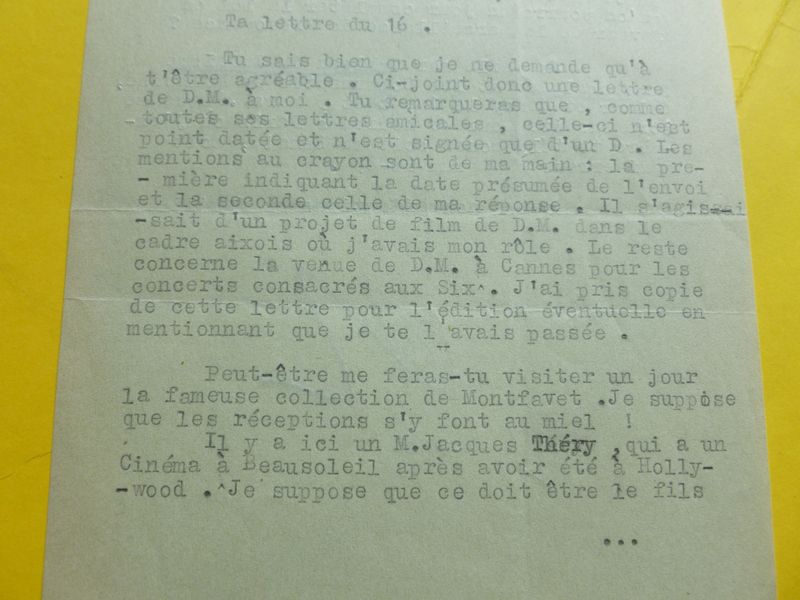 Ta lettre du 16 .
Tu sais bien que je ne demande qu'à
t'être agréable . Ci-joint donc une lettre
de D.M. à moi . Tu remarqueras que , comme
toutes ses lettres amicales , celle-ci n'est
point datée et n'est signée que d'un D . Les
mentions au crayon sont de ma main : la pre-
- mière indiquant la date présumée de l'envoi
et la seconde celle de ma réponse . Il s'agissai
-sait d'un projet de film de D.M. dans le
cadre aixois où j'avais mon rôle . Le reste
concerne la venue de D.M. à Cannes pour les
concerts consacrés aux Six^ . J'ai pris copie
de cette lettre pour l'édition éventuelle en
mentionnant que je te l'avais passée .
Peut-être me feras-tu visiter un jour
la fameuse collection de Montfavet .Je suppose
que les réceptions s'y font au miel !
Il y a ici un M.Jacques Théry ,qui a un
Cinéma à Beausoleil après avoir été à Holly-
-wood .^Je suppose que ce doit être le fils
...